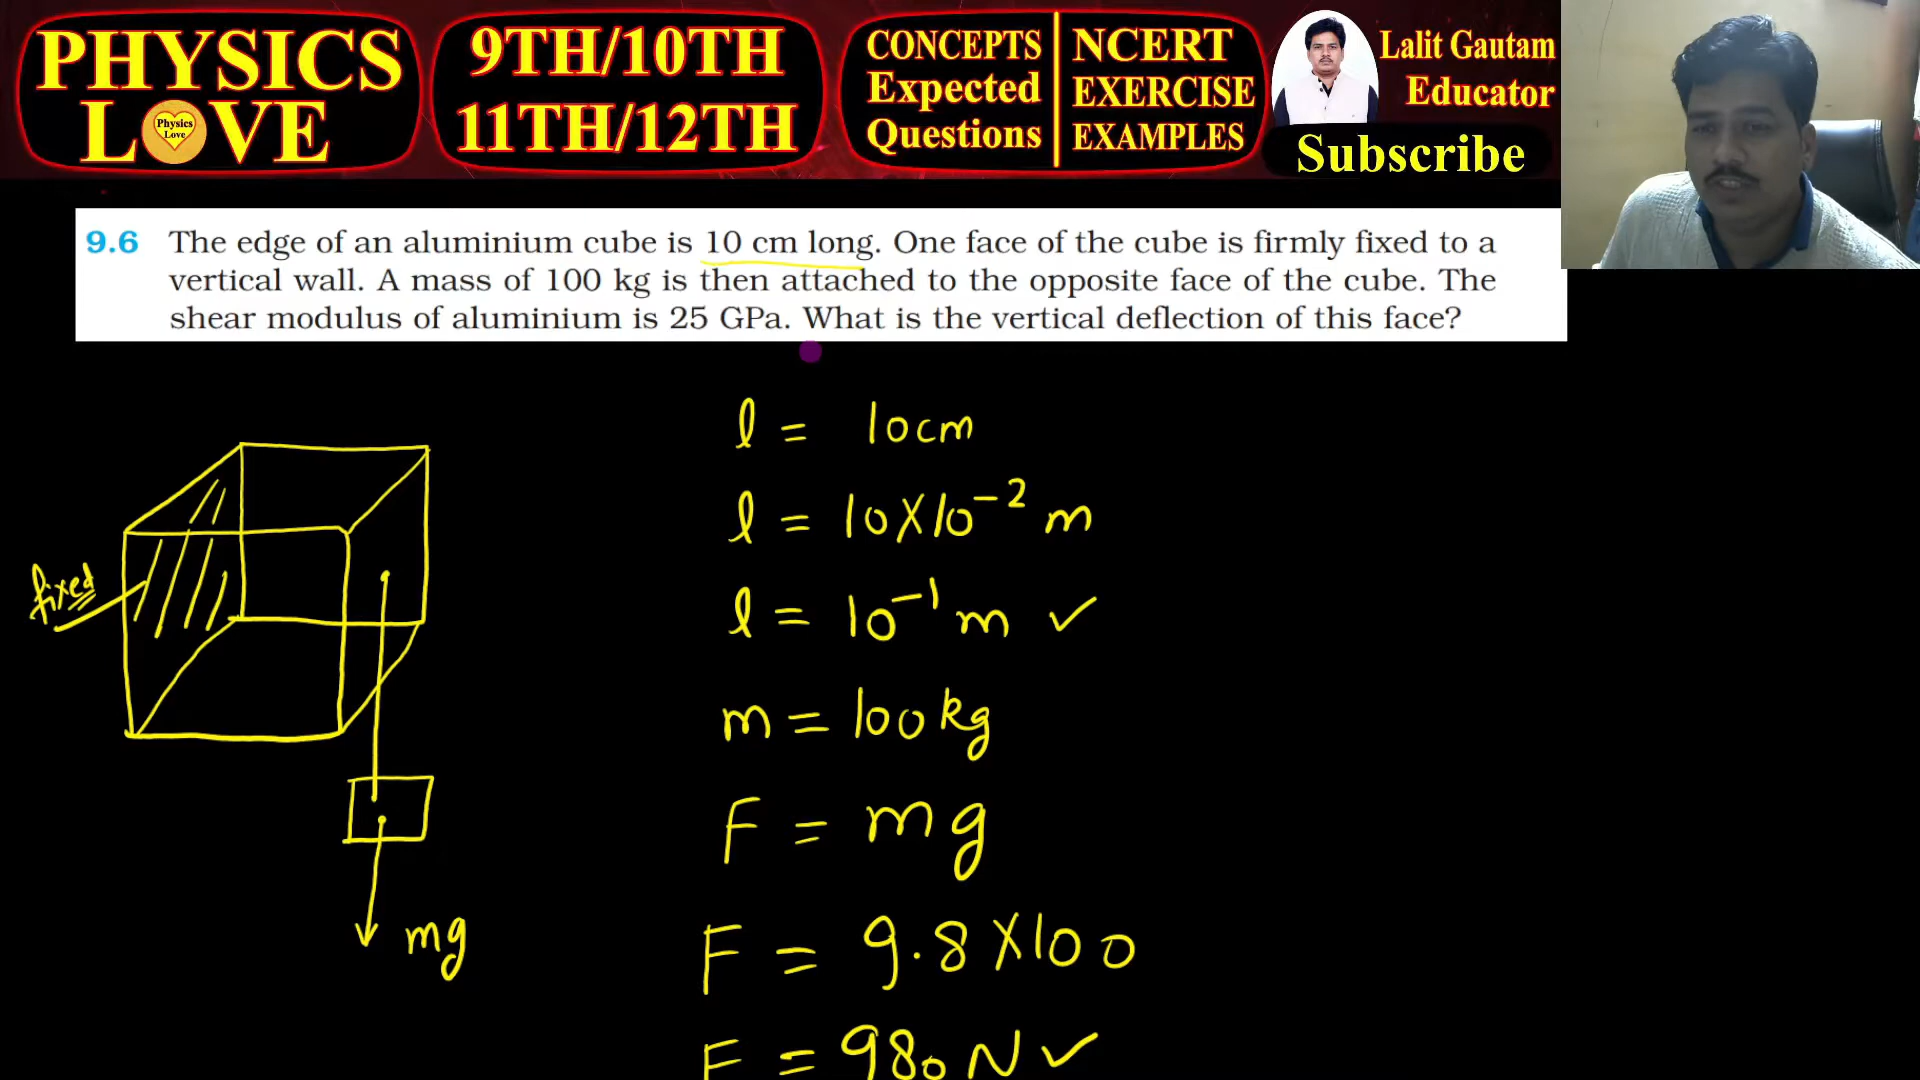 PHYSICS
LOVE
Physics
Love
9TH/10TH
11TH/12TH
CONCEPTS
Expected
Questions
NCERT
EXERCISE
EXAMPLES
Lalit Gautam
Educator
Subscribe
9.6 The edge of an aluminium cube is 10 cm long. One face of the cube is firmly fixed to a
vertical wall. A mass of 100 kg is then attached to the opposite face of the cube. The
shear modulus of aluminium is 25 GPa. What is the vertical deflection of this face?
l = 10cm
l = 10X10⁻² m
fixed
l = 10⁻¹ m ✓
m = 100kg
F = mg
mg
F = 9.8X100
F = 980 N ✓